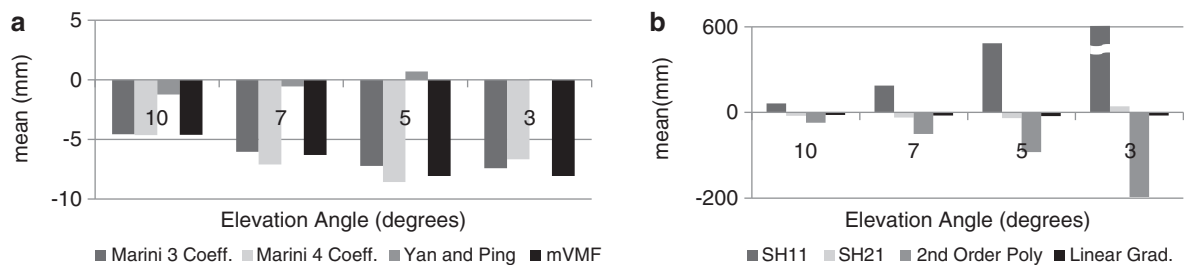 a
5
0
-5
-10
mean (mm)
10 7 5 3
Elevation Angle (degrees)
Marini 3 Coeff. Marini 4 Coeff. Yan and Ping mVMF
b
600
0
-200
mean(mm)
10 7 5 3
Elevation Angle (degrees)
SH11 SH21 2nd Order Poly Linear Grad.